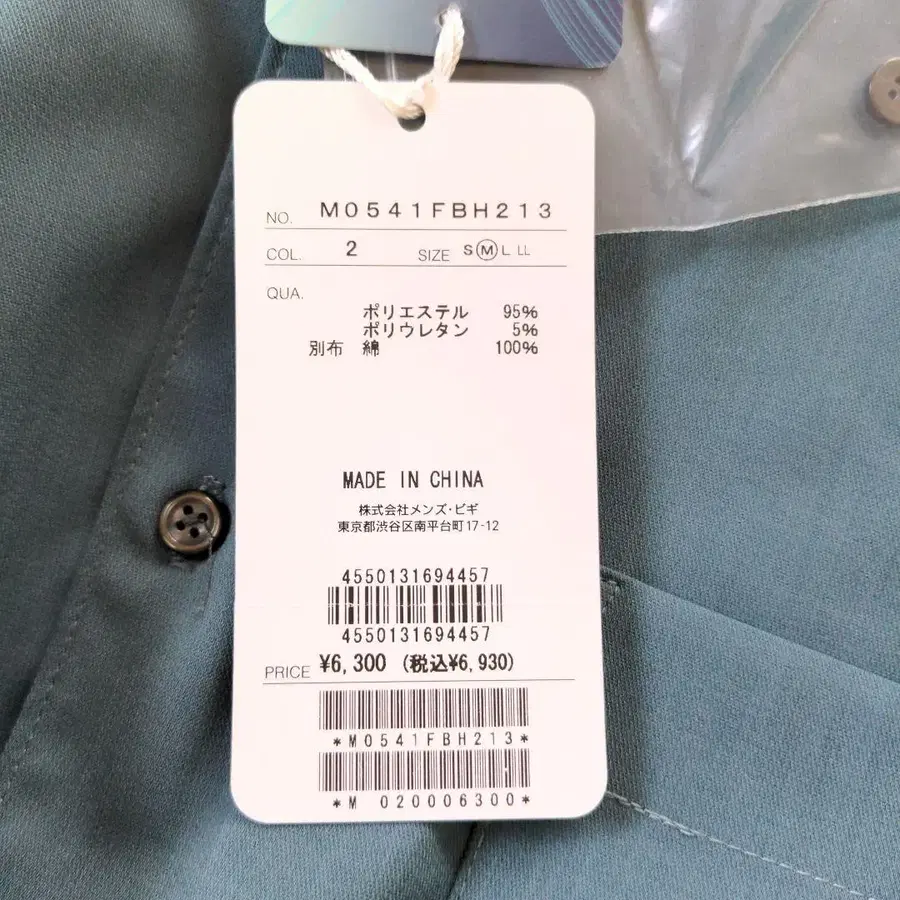 NO. M0541FBH213
COL. 2 SIZE S M L LL
QUA.
ポリエステル 95%
ポリウレタン 5%
別布 綿 100%
MADE IN CHINA
株式会社メンズ・ビギ
東京都渋谷区南平台町17-12
4550131694457
4550131694457
PRICE ¥6,300 (税込¥6,930)
*M0541FBH213*
*M 020006300*